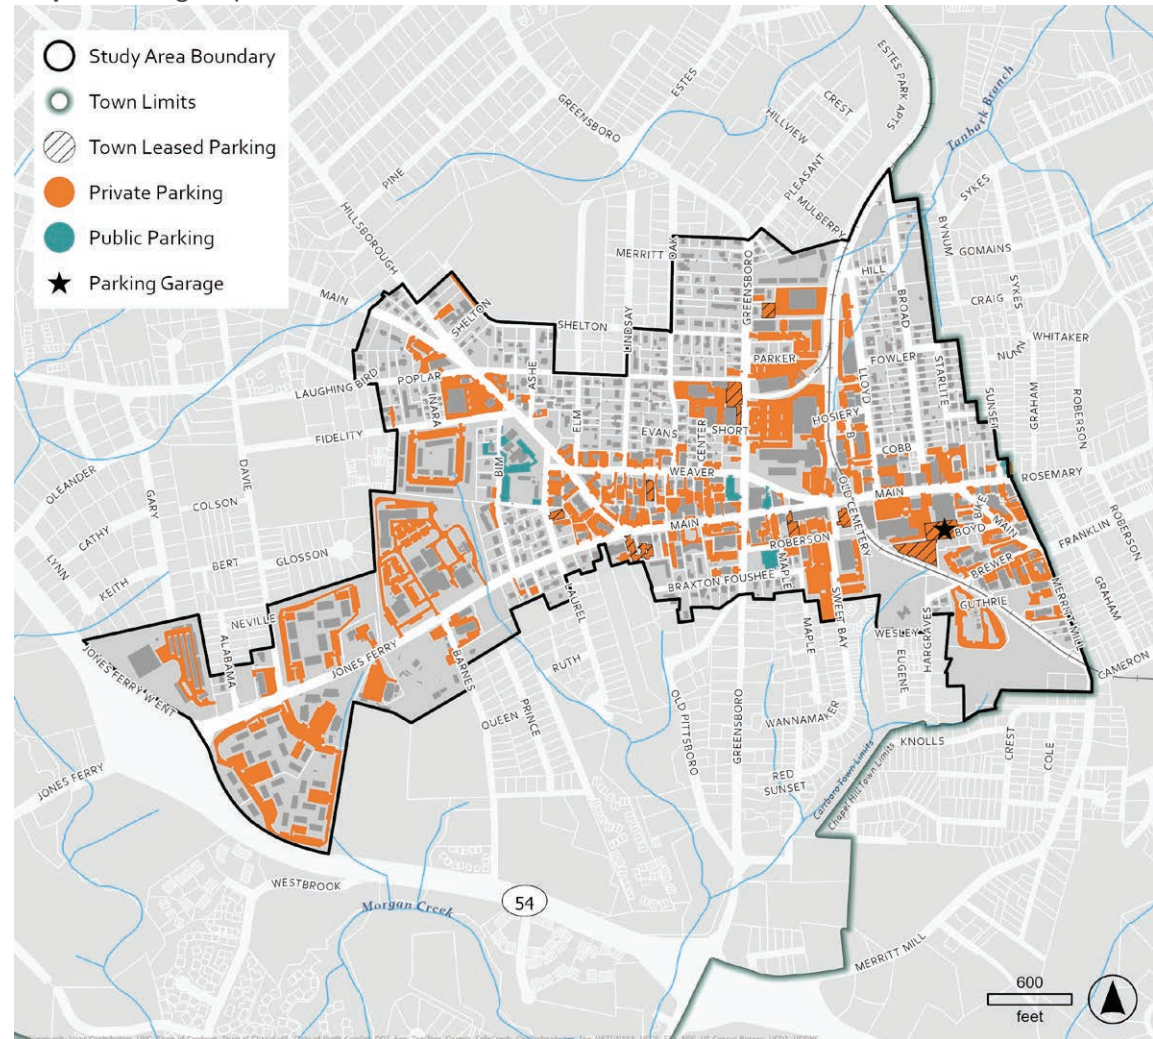 Study Area Boundary
Town Limits
Town Leased Parking
Private Parking
Public Parking
Parking Garage
ESTES PARK APTS
Tanbark Branch
ESTES
CREST
GREENSBORO
HILLVIEW
PLEASANT
MULBERRY
PINE
SYKES
BYNUM
HILLSBOROUGH
MERRITT
OAK
GREENSBORO
GOMAINS
HILL
SYKES
MAIN
SHELTON
SHELTON
LINDSAY
BROAD
CRAIG
WHITAKER
NUNN
PARKER
FOWLER
ASHE
LAUGHING BIRD
POPLAR
STARLITE
LLOYD
INARA
ELM
SUNSET
GRAHAM
ROBERSON
FIDELITY
EVANS
CENTER
SHORT
HOSIERY
B
COBB
OLEANDER
DAVIE
BIM
WEAVER
GARY
COLSON
OLD CEMETERY
MAIN
ROSEMARY
CATHY
MAIN
BIKE
BOYD
MAIN
FRANKLIN
ROBERSON
LYNN
KEITH
BERT
GLOSSON
ROBERSON
BREWER
BRAXTON FOUSHEE
MAPLE
SWEET BAY
GUTHRIE
MERRITT MILL
GRAHAM
NEVILLE
LAUREL
HARGRAVES
ALABAMA
JONES FERRY
BARNES
RUTH
MAPLE
WESLEY
EUGENE
CAMERON
JONES FERRY W ENT
QUEEN
PRINCE
OLD PITTSBORO
GREENSBORO
WANNAMAKER
KNOLLS
CREST
COLE
JONES FERRY
RED SUNSET
Carrboro Town Limits
Chapel Hill Town Limits
WESTBROOK
Morgan Creek
54
MERRITT MILL
600
feet